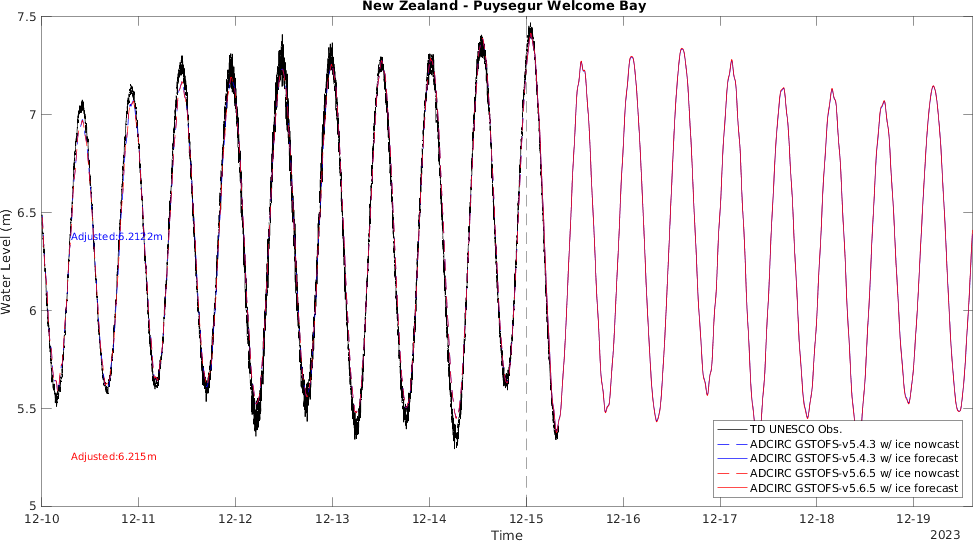 New Zealand - Puysegur Welcome Bay
7.5
7
6.5
6
5.5
5
Water Level (m)
Adjusted:6.2122m
Adjusted:6.215m
TD UNESCO Obs.
ADCIRC GSTOFS-v5.4.3 w/ ice nowcast
ADCIRC GSTOFS-v5.4.3 w/ ice forecast
ADCIRC GSTOFS-v5.6.5 w/ ice nowcast
ADCIRC GSTOFS-v5.6.5 w/ ice forecast
12-10 12-11 12-12 12-13 12-14 12-15 12-16 12-17 12-18 12-19
Time
2023